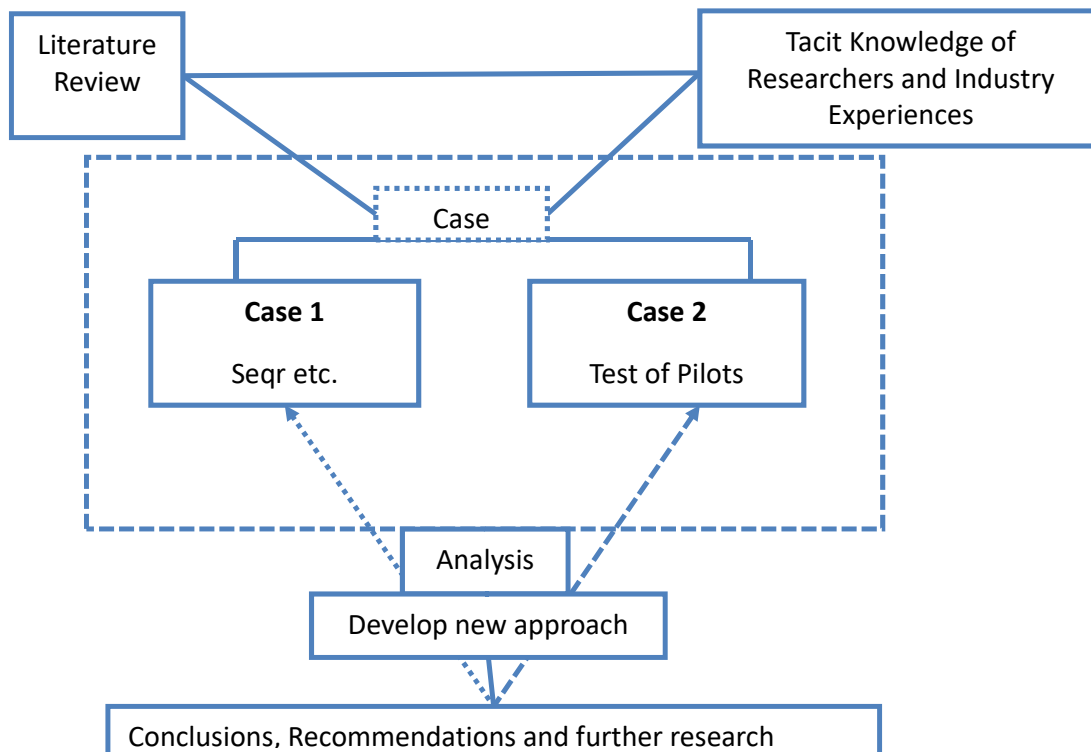 Literature
Review
Tacit Knowledge of
Researchers and Industry
Experiences
Case
Case 1
Seqr etc.
Case 2
Test of Pilots
Analysis
Develop new approach
Conclusions, Recommendations and further research